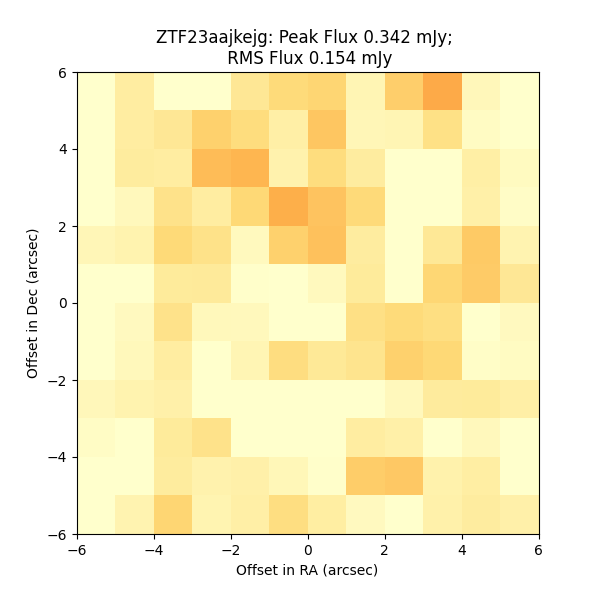 ZTF23aajkejg: Peak Flux 0.342 mJy;
RMS Flux 0.154 mJy
6
4
2
0
−2
−4
−6
Offset in Dec (arcsec)
−6 −4 −2 0 2 4 6
Offset in RA (arcsec)